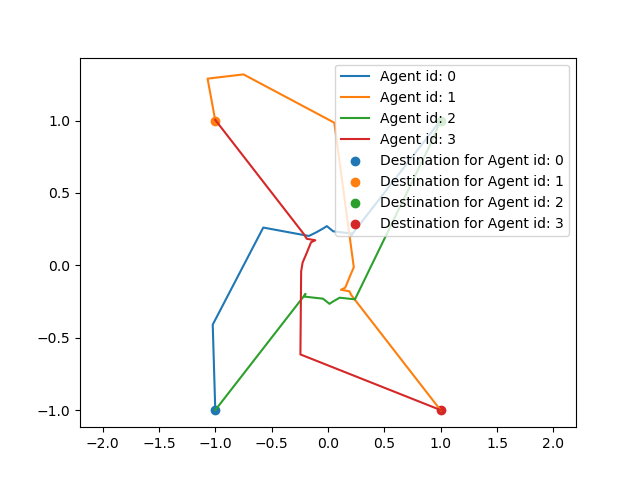 Agent id: 0
Agent id: 1
Agent id: 2
Agent id: 3
Destination for Agent id: 0
Destination for Agent id: 1
Destination for Agent id: 2
Destination for Agent id: 3
1.0
0.5
0.0
−0.5
−1.0
−2.0 −1.5 −1.0 −0.5 0.0 0.5 1.0 1.5 2.0